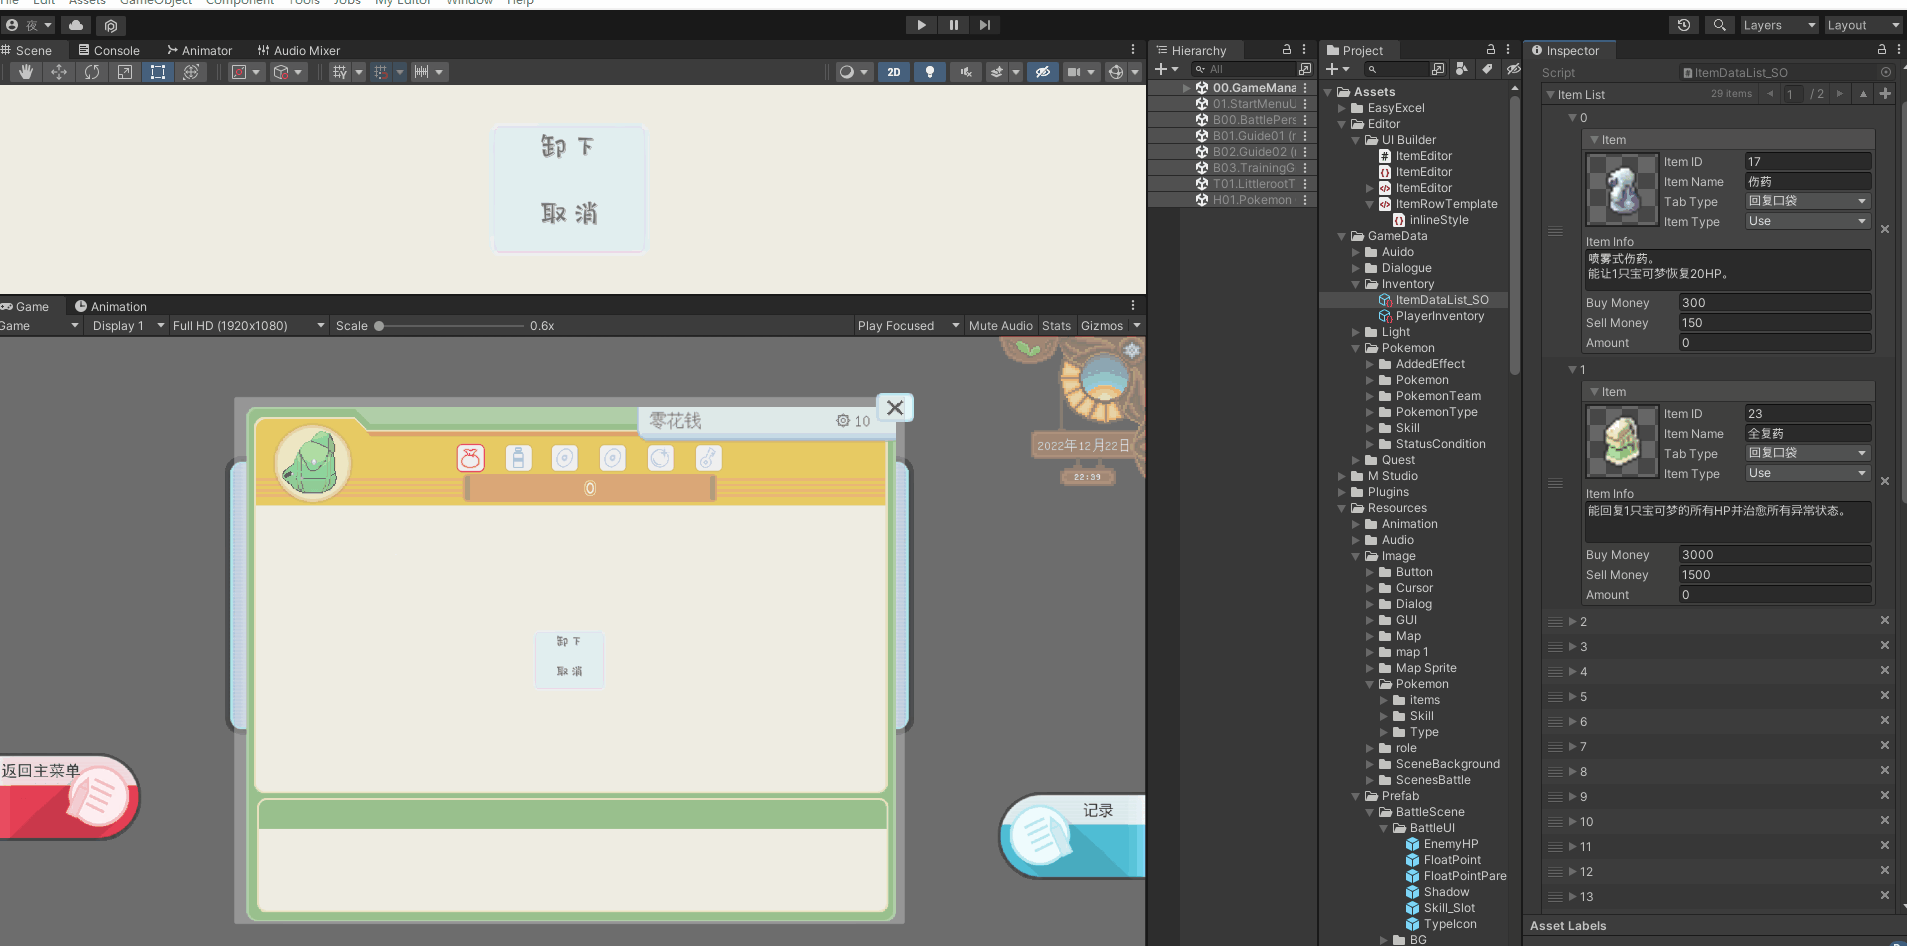 File Edit Assets GameObject Component Tools Jobs My Editor Window Help
夜
Layers
Layout
Scene Console Animator Audio Mixer
2D
卸下
取消
Game Animation
Game Display 1 Full HD (1920x1080) Scale 0.6x Play Focused Mute Audio Stats Gizmos
零花钱 10
2022年12月22日
22:39
0
卸下
取消
返回主菜单
记录
Hierarchy
All
00.GameMana
01.StartMenuU
B00.BattlePers
B01.Guide01 (r
B02.Guide02 (r
B03.TrainingG
T01.LittlerootT
H01.Pokemon
Project
Assets
EasyExcel
Editor
UI Builder
ItemEditor
ItemEditor
ItemEditor
ItemRowTemplate
inlineStyle
GameData
Auido
Dialogue
Inventory
ItemDataList_SO
PlayerInventory
Light
Pokemon
AddedEffect
Pokemon
PokemonTeam
PokemonType
Skill
StatusCondition
Quest
M Studio
Plugins
Resources
Animation
Audio
Image
Button
Cursor
Dialog
GUI
Map
map 1
Map Sprite
Pokemon
items
Skill
Type
role
SceneBackground
ScenesBattle
Prefab
BattleScene
BattleUI
EnemyHP
FloatPoint
FloatPointPare
Shadow
Skill_Slot
TypeIcon
BG
Inspector
Script ItemDataList_SO
Item List 29 items 1 / 2
0
Item
Item ID 17
Item Name 伤药
Tab Type 回复口袋
Item Type Use
Item Info
喷雾式伤药。
能让1只宝可梦恢复20HP。
Buy Money 300
Sell Money 150
Amount 0
1
Item
Item ID 23
Item Name 全复药
Tab Type 回复口袋
Item Type Use
Item Info
能回复1只宝可梦的所有HP并治愈所有异常状态。
Buy Money 3000
Sell Money 1500
Amount 0
2
3
4
5
6
7
8
9
10
11
12
13
Asset Labels